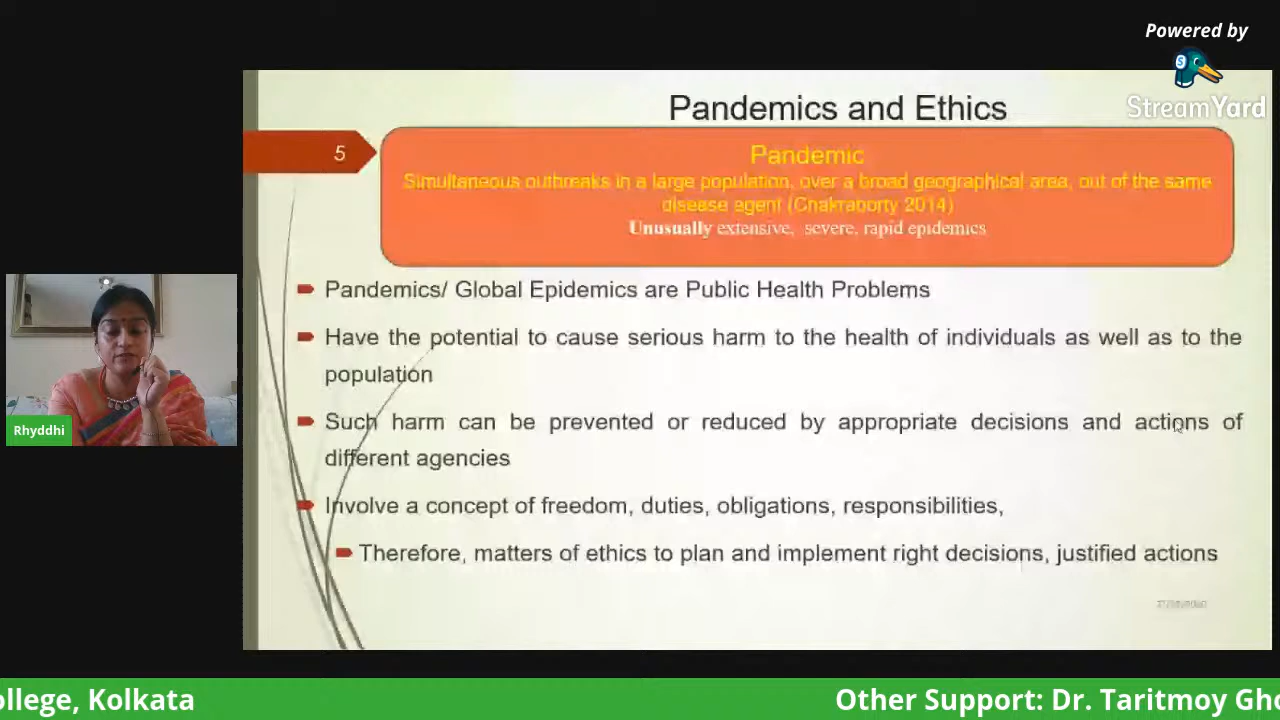 Powered by
StreamYard
Pandemics and Ethics
5
Pandemic
Simultaneous outbreaks in a large population, over a broad geographical area, out of the same
disease agent (Chakraborty 2014)
Unusually extensive, severe, rapid epidemics
Pandemics/ Global Epidemics are Public Health Problems
Have the potential to cause serious harm to the health of individuals as well as to the
population
Such harm can be prevented or reduced by appropriate decisions and actions of
different agencies
Involve a concept of freedom, duties, obligations, responsibilities,
Therefore, matters of ethics to plan and implement right decisions, justified actions
Rhyddhi
ollege, Kolkata
Other Support: Dr. Taritmoy Gho